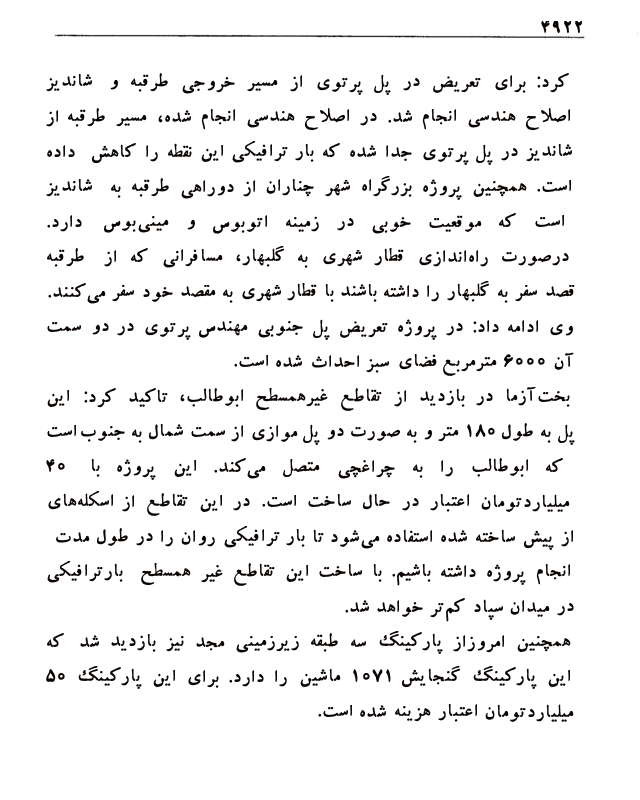 ۴۹۲۲
کرد: برای تعریض در پل پرتوی از مسیر خروجی طرقبه و شاندیز
اصلاح هندسی انجام شد. در اصلاح هندسی انجام شده، مسیر طرقبه از
شاندیز در پل پرتوی جدا شده که بار ترافیکی این نقطه را کاهش داده
است. همچنین پروژه بزرگراه شهر چناران از دوراهی طرقبه به شاندیز
است که موقعیت خوبی در زمینه اتوبوس و مینی‌بوس دارد.
درصورت راه‌اندازی قطار شهری به گلبهار، مسافرانی که از طرقبه
قصد سفر به گلبهار را داشته باشند با قطار شهری به مقصد خود سفر می‌کنند.
وی ادامه داد: در پروژه تعریض پل جنوبی مهندس پرتوی در دو سمت
آن ۶۰۰۰ مترمربع فضای سبز احداث شده است.
بخت‌آزما در بازدید از تقاطع غیرهمسطح ابوطالب، تاکید کرد: این
پل به طول ۱۸۰ متر و به صورت دو پل موازی از سمت شمال به جنوب است
که ابوطالب را به چراغچی متصل می‌کند. این پروژه با ۴۰
میلیاردتومان اعتبار در حال ساخت است. در این تقاطع از اسکله‌های
از پیش ساخته شده استفاده می‌شود تا بار ترافیکی روان را در طول مدت
انجام پروژه داشته باشیم. با ساخت این تقاطع غیر همسطح بارترافیکی
در میدان سپاد کم‌تر خواهد شد.
همچنین امروزاز پارکینگ سه طبقه زیرزمینی مجد نیز بازدید شد که
این پارکینگ گنجایش ۱۰۷۱ ماشین را دارد. برای این پارکینگ ۵۰
میلیاردتومان اعتبار هزینه شده است.